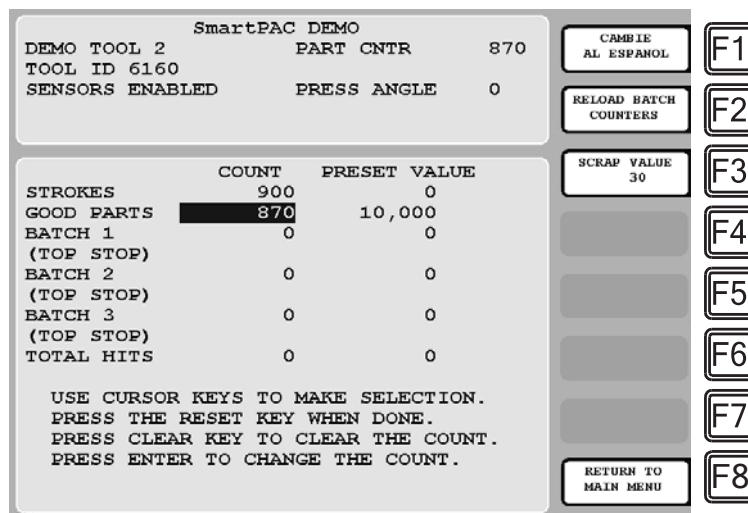 SmartPAC DEMO
DEMO TOOL 2 PART CNTR 870
TOOL ID 6160
SENSORS ENABLED PRESS ANGLE 0
COUNT PRESET VALUE
STROKES 900 0
GOOD PARTS 870 10,000
BATCH 1 0 0
(TOP STOP)
BATCH 2 0 0
(TOP STOP)
BATCH 3 0 0
(TOP STOP)
TOTAL HITS 0 0
USE CURSOR KEYS TO MAKE SELECTION.
PRESS THE RESET KEY WHEN DONE.
PRESS CLEAR KEY TO CLEAR THE COUNT.
PRESS ENTER TO CHANGE THE COUNT.
CAMBIE
AL ESPANOL
F1
RELOAD BATCH
COUNTERS
F2
SCRAP VALUE
30
F3
F4
F5
F6
F7
RETURN TO
MAIN MENU
F8